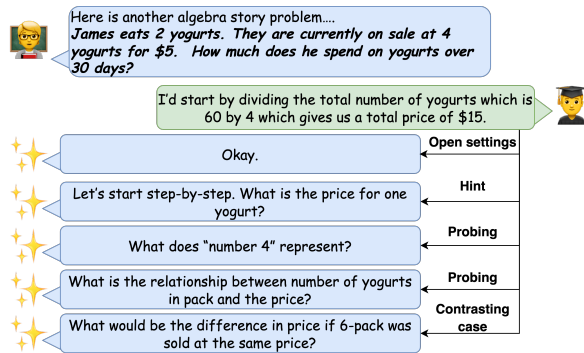 Here is another algebra story problem....
James eats 2 yogurts. They are currently on sale at 4
yogurts for $5. How much does he spend on yogurts over
30 days?
I'd start by dividing the total number of yogurts which is
60 by 4 which gives us a total price of $15.
Open settings
Okay.
Hint
Let's start step-by-step. What is the price for one
yogurt?
Probing
What does "number 4" represent?
Probing
What is the relationship between number of yogurts
in pack and the price?
Contrasting
case
What would be the difference in price if 6-pack was
sold at the same price?